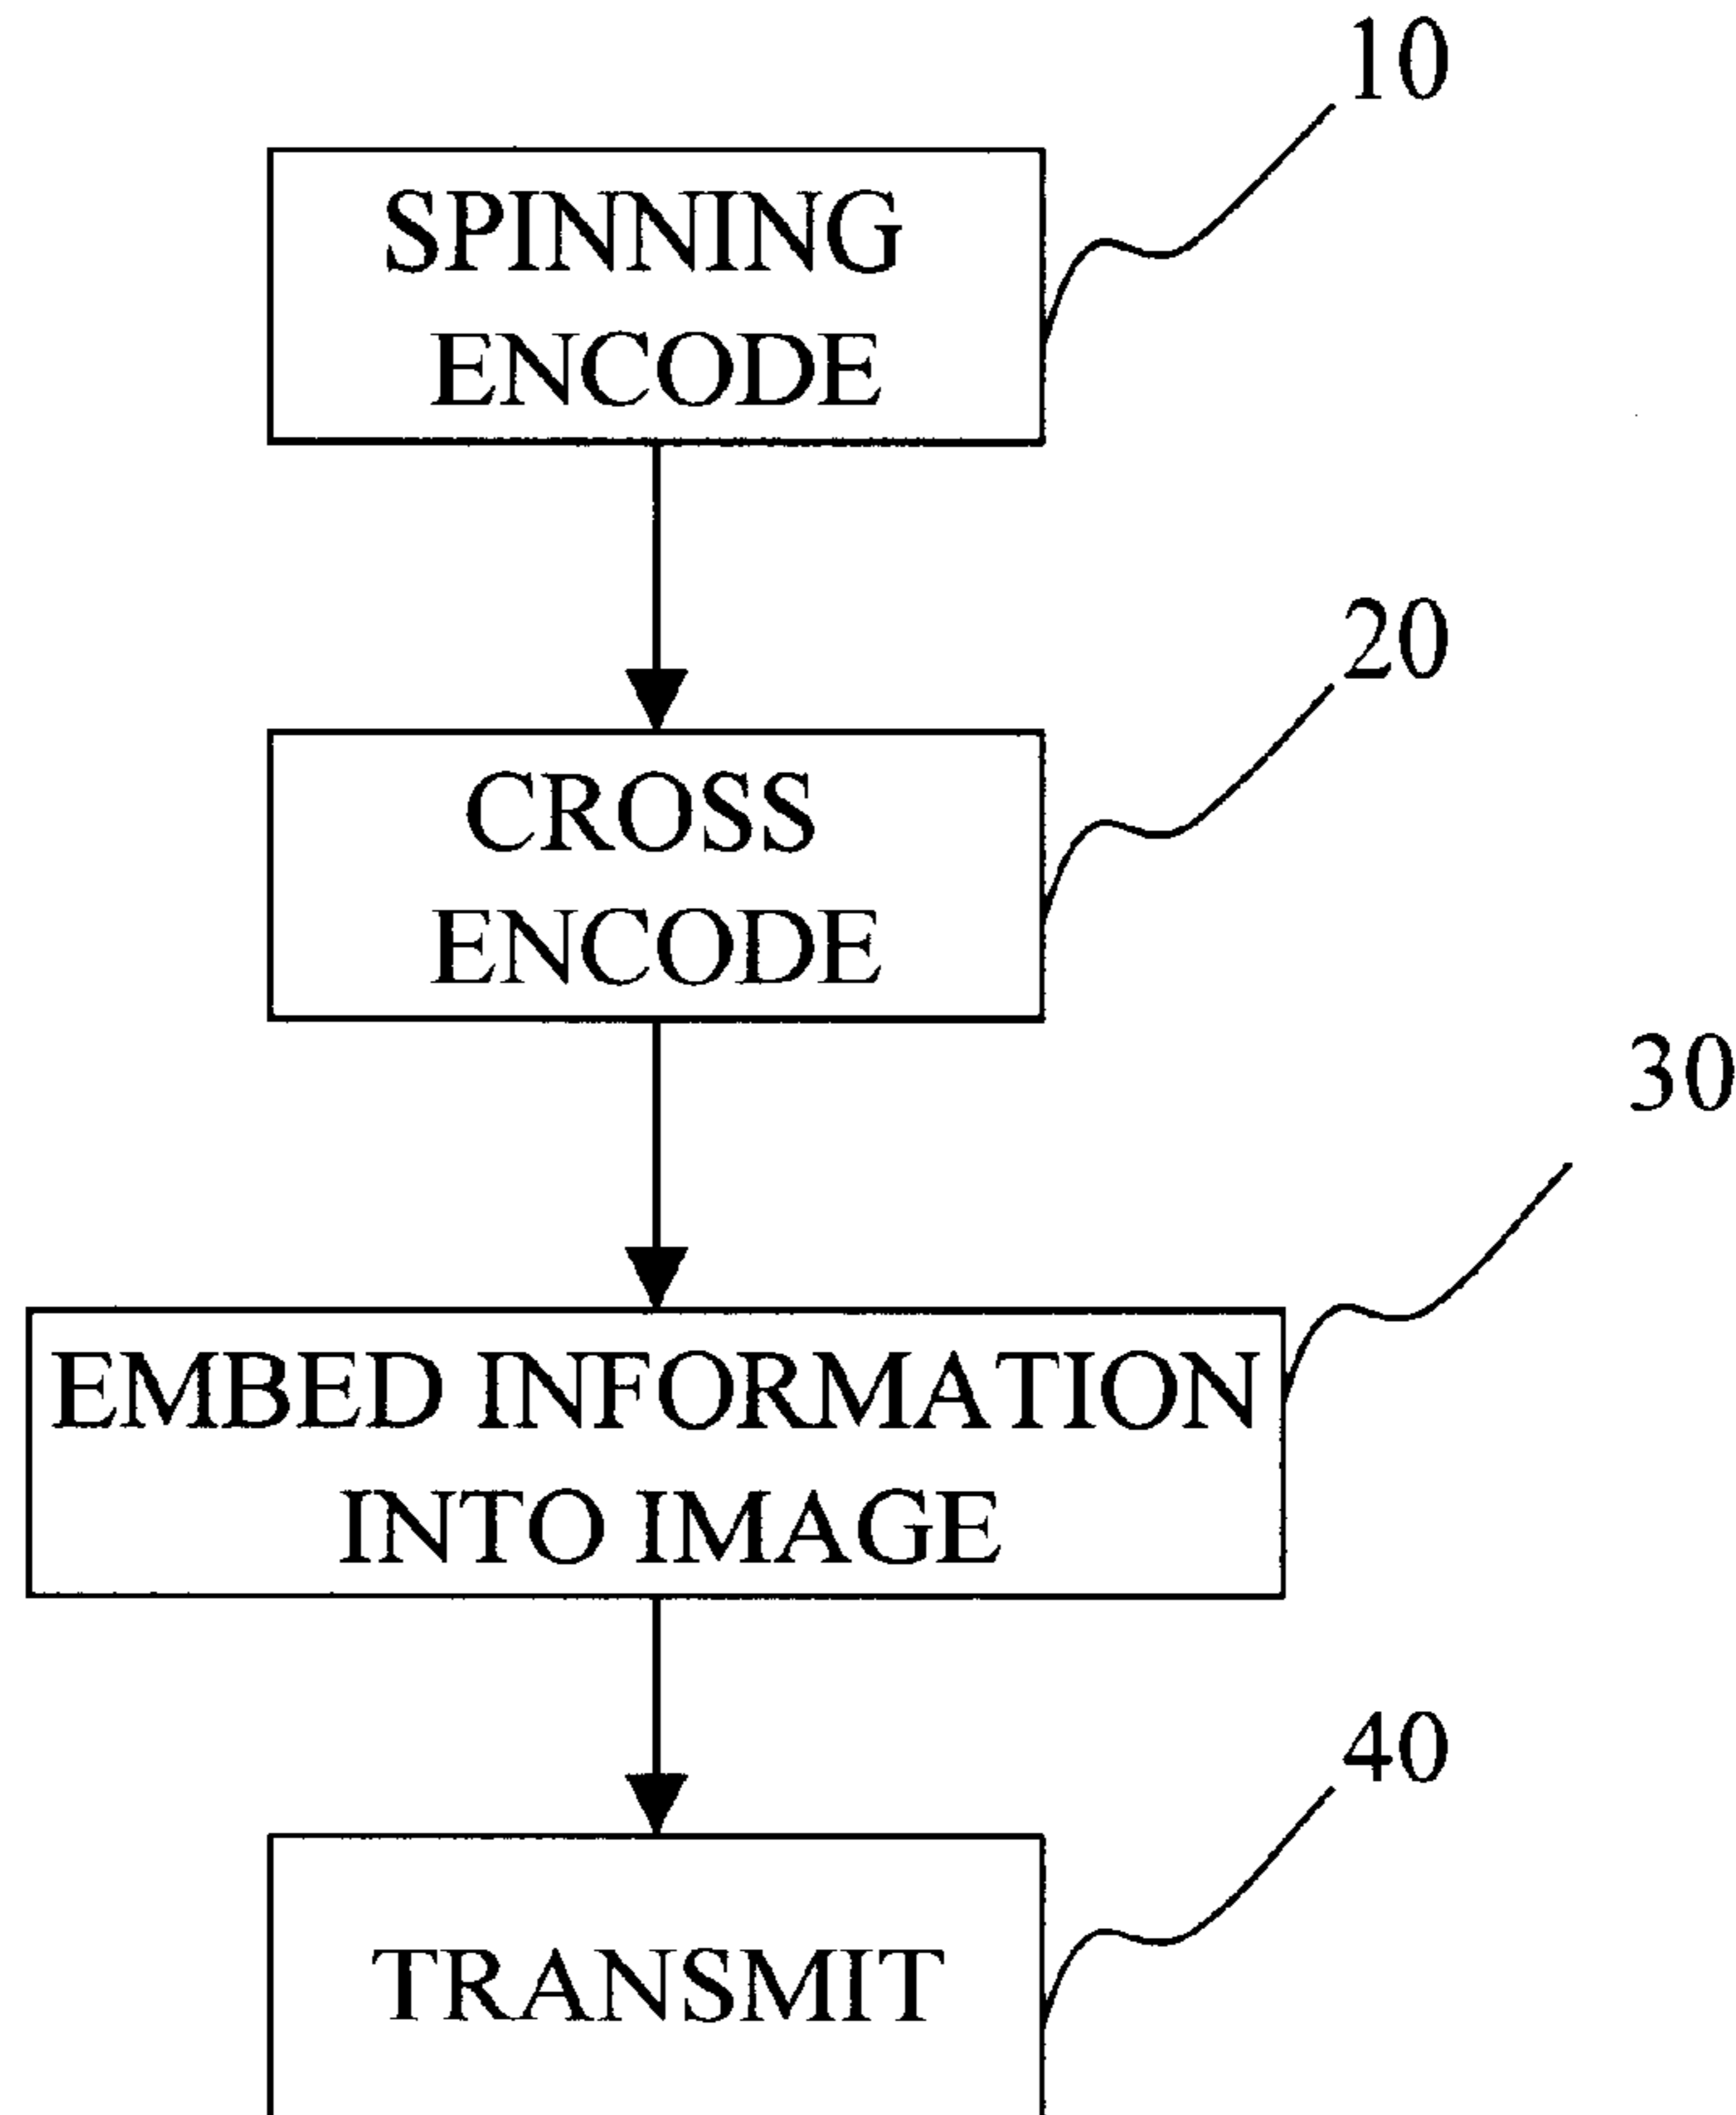 10
SPINNING
ENCODE
20
CROSS
ENCODE
30
EMBED INFORMATION
INTO IMAGE
40
TRANSMIT